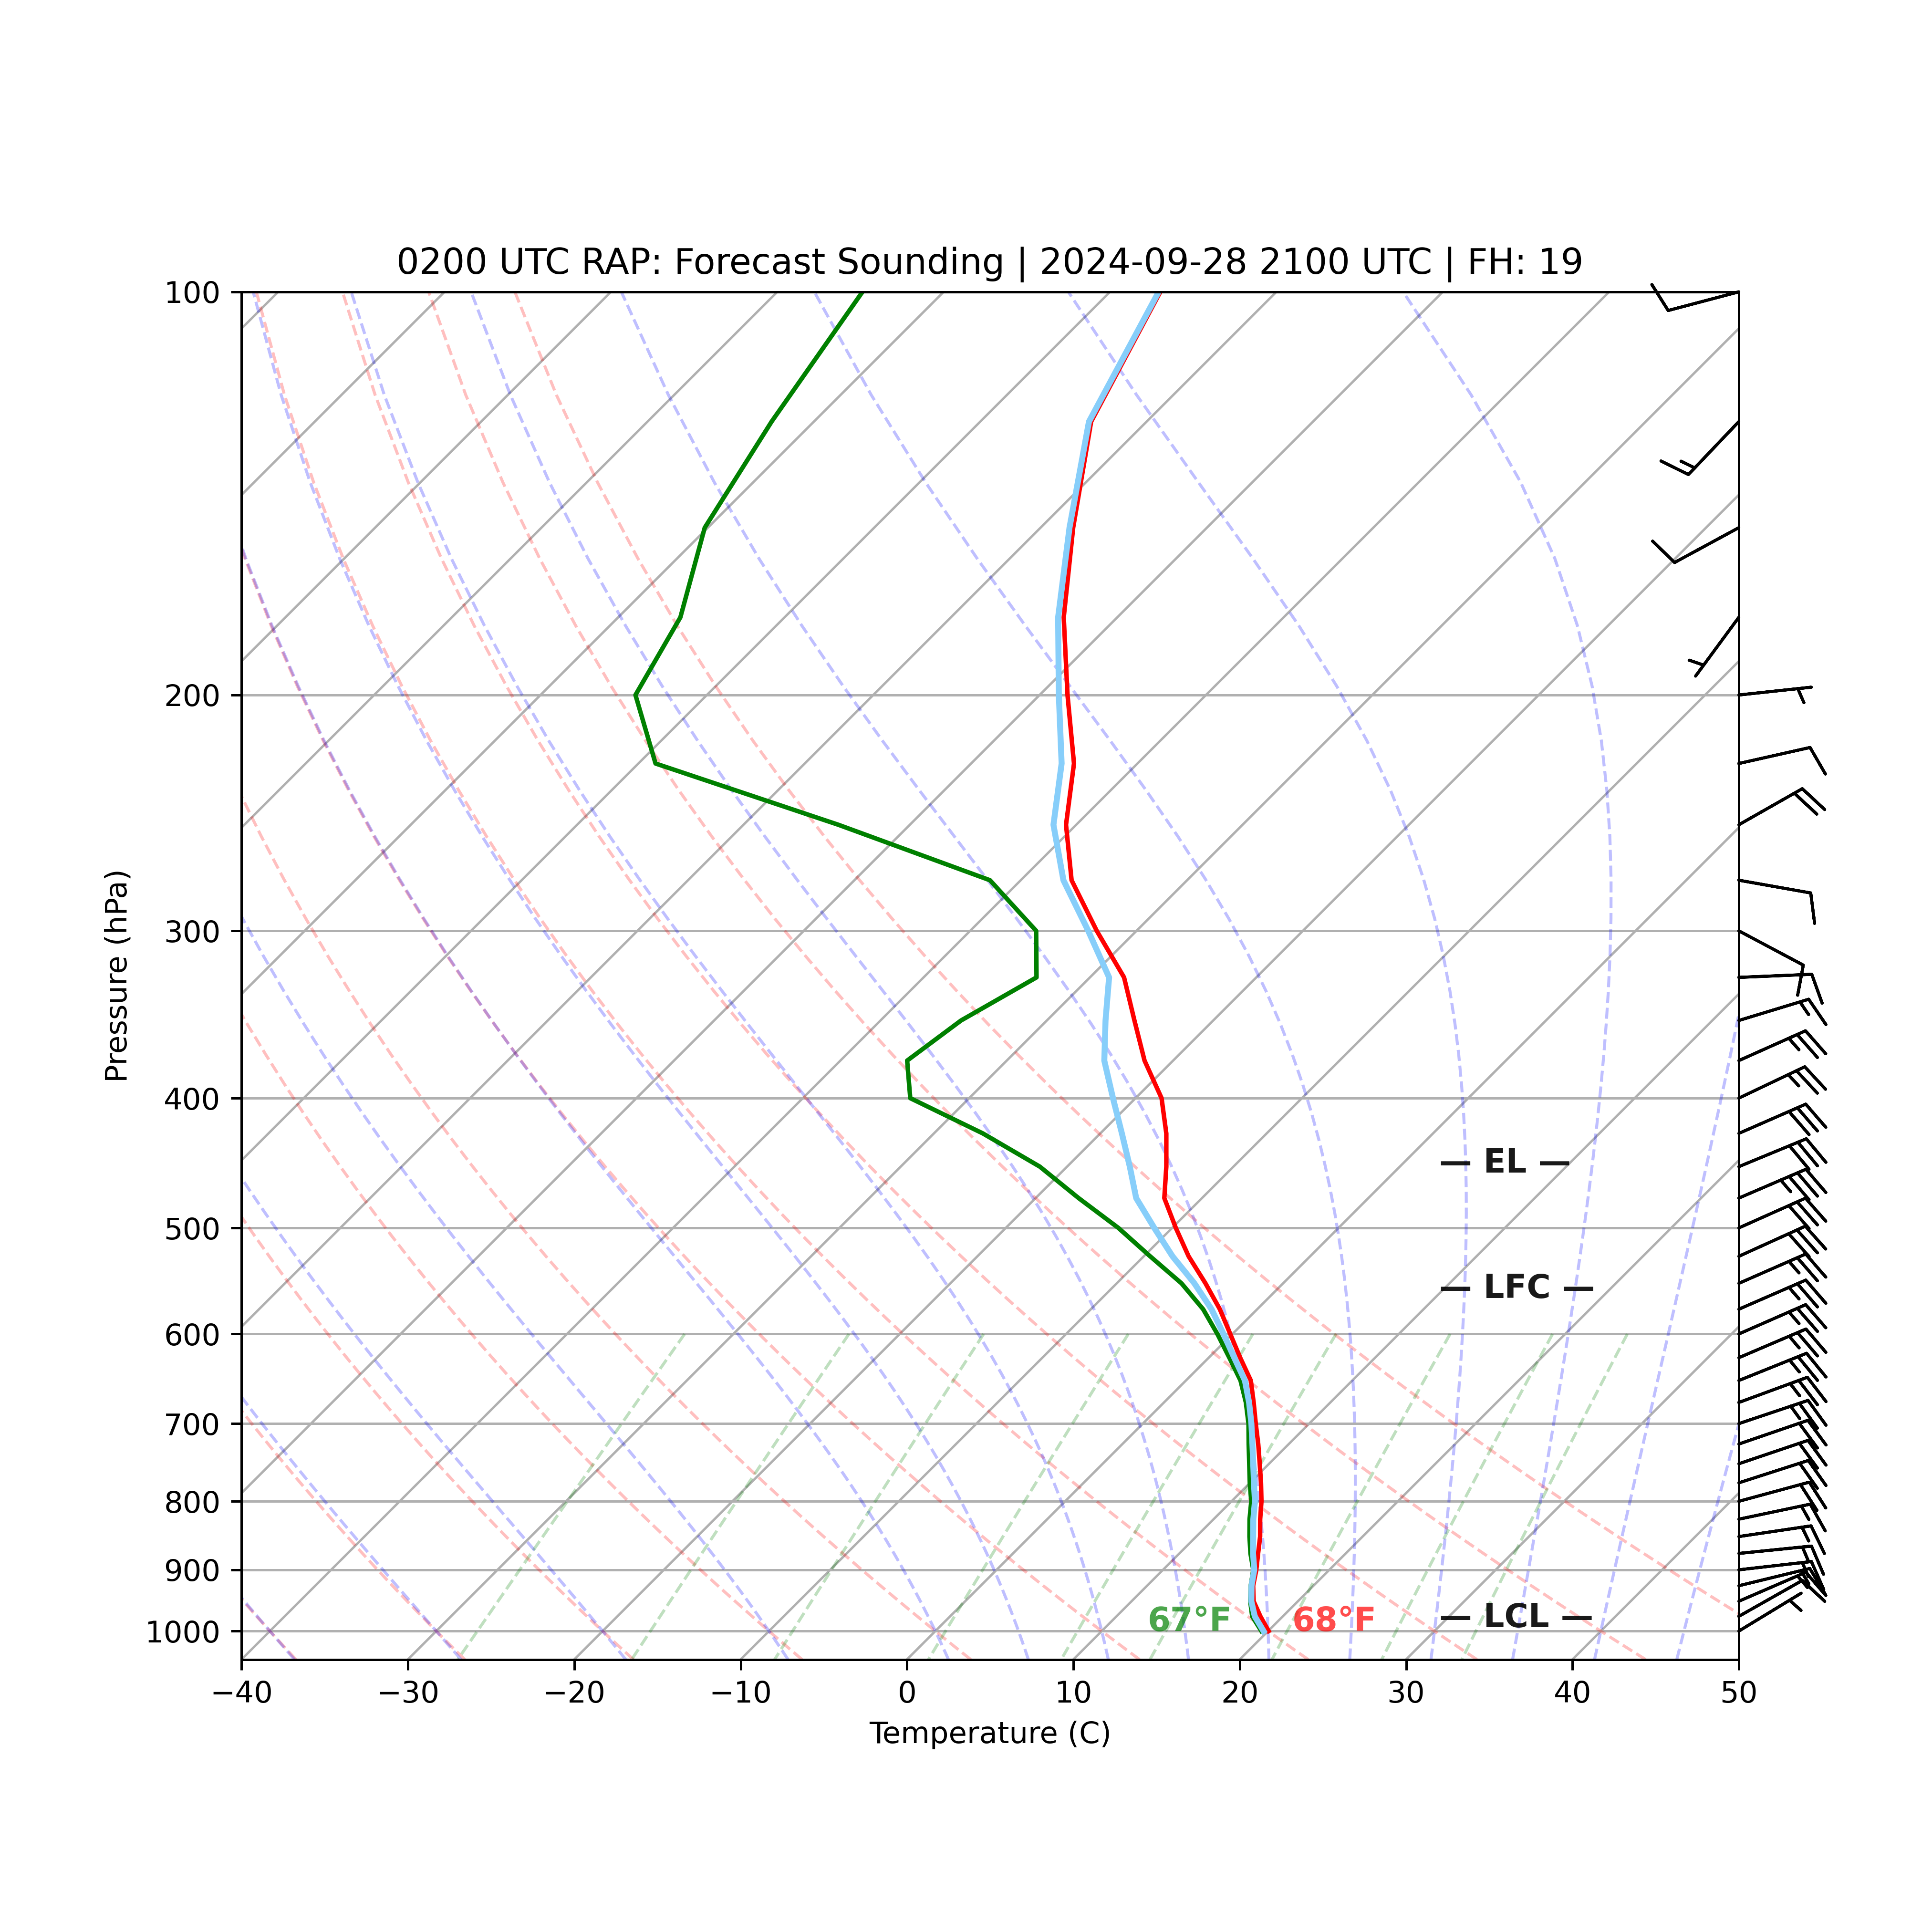 0200 UTC RAP: Forecast Sounding | 2024-09-28 2100 UTC | FH: 19
100
200
300
400
500
600
700
800
900
1000
Pressure (hPa)
— EL —
— LFC —
— LCL —
67°F 68°F
−40 −30 −20 −10 0 10 20 30 40 50
Temperature (C)